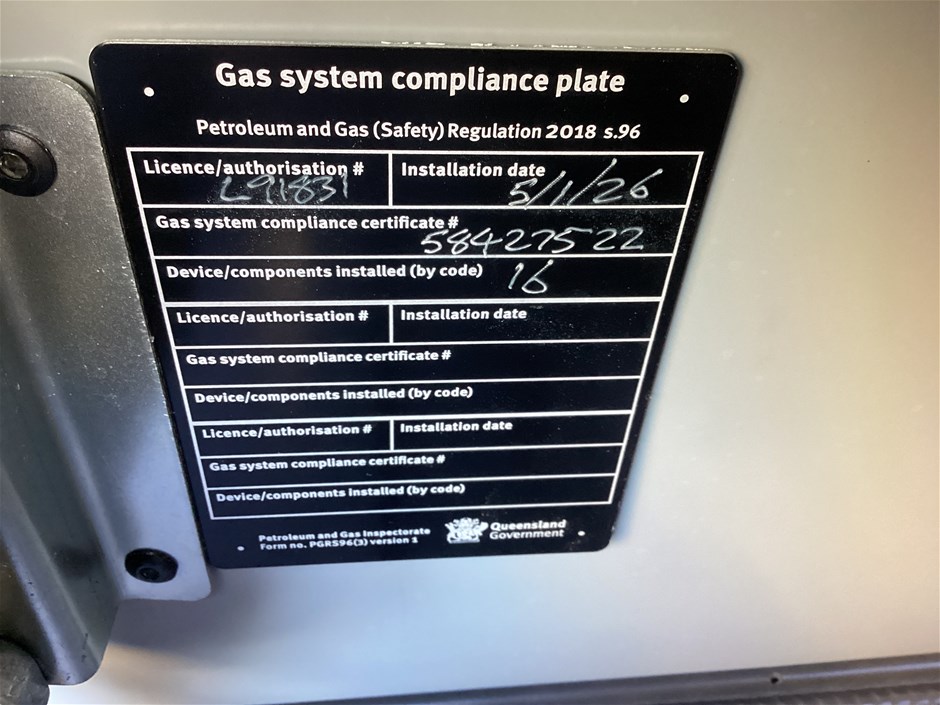 Gas system compliance plate
Petroleum and Gas (Safety) Regulation 2018 s.96
Licence/authorisation # Installation date
L91831 5/1/26
Gas system compliance certificate #
58427522
Device/components installed (by code) 16
Licence/authorisation # Installation date
Gas system compliance certificate #
Device/components installed (by code)
Licence/authorisation # Installation date
Gas system compliance certificate #
Device/components installed (by code)
Petroleum and Gas Inspectorate
Form no. PGRS96(3) version 1
Queensland
Government